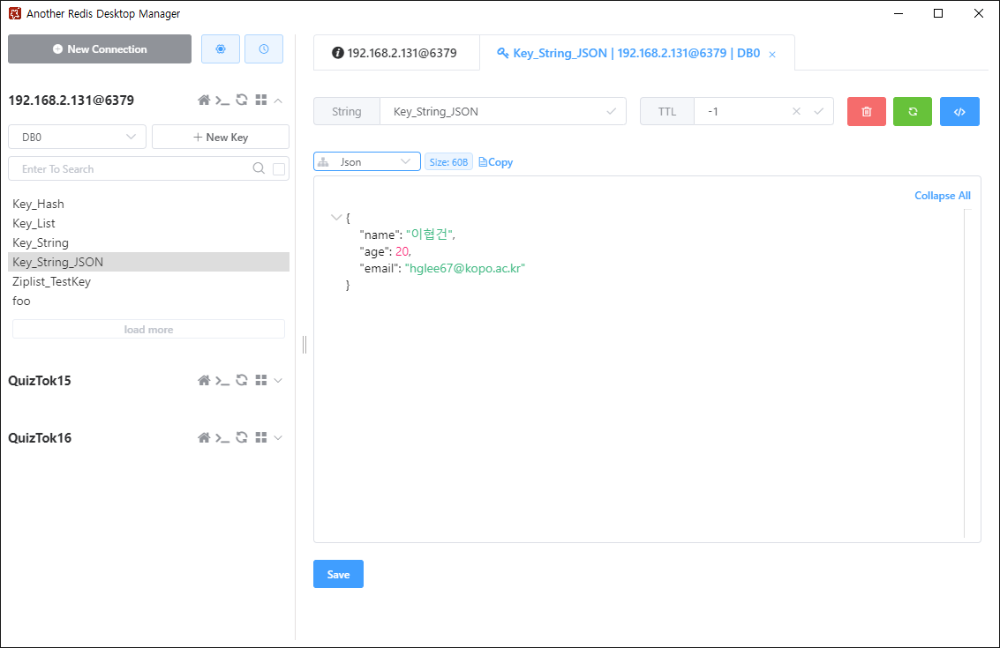 Another Redis Desktop Manager
New Connection
192.168.2.131@6379
DB0
New Key
Enter To Search
Key_Hash
Key_List
Key_String
Key_String_JSON
Ziplist_TestKey
foo
load more
QuizTok15
QuizTok16
192.168.2.131@6379
Key_String_JSON | 192.168.2.131@6379 | DB0
String Key_String_JSON
TTL -1
Json
Size: 60B
Copy
Collapse All
{
"name": "이협건",
"age": 20,
"email": "hglee67@kopo.ac.kr"
}
Save